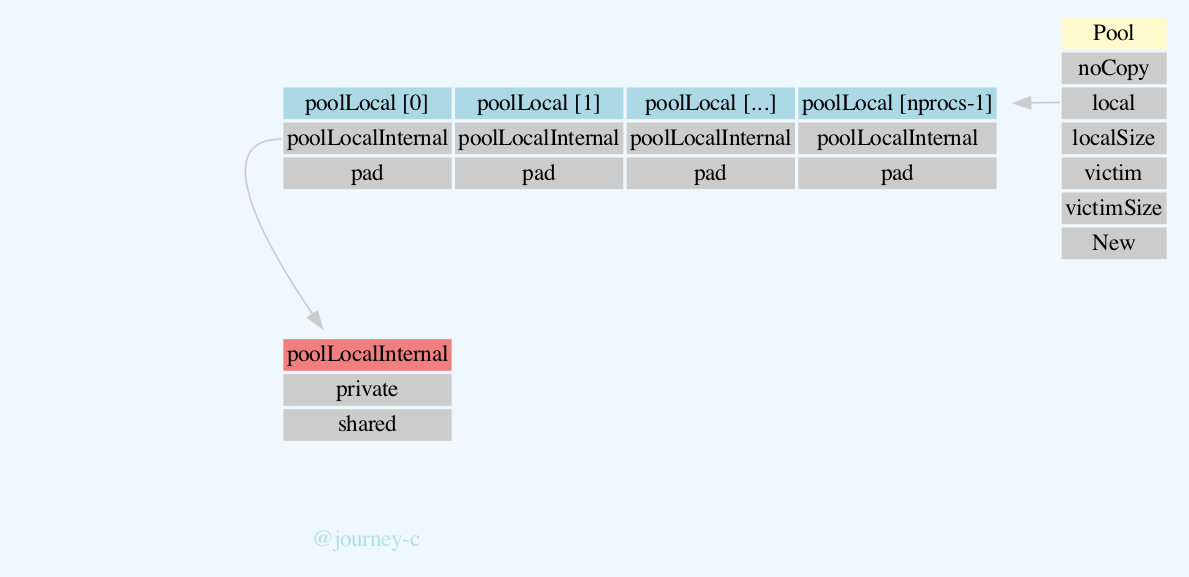 Pool
noCopy
poolLocal [0] poolLocal [1] poolLocal [...] poolLocal [nprocs-1] local
poolLocalInternal poolLocalInternal poolLocalInternal poolLocalInternal localSize
pad pad pad pad victim
victimSize
New
poolLocalInternal
private
shared
@journey-c